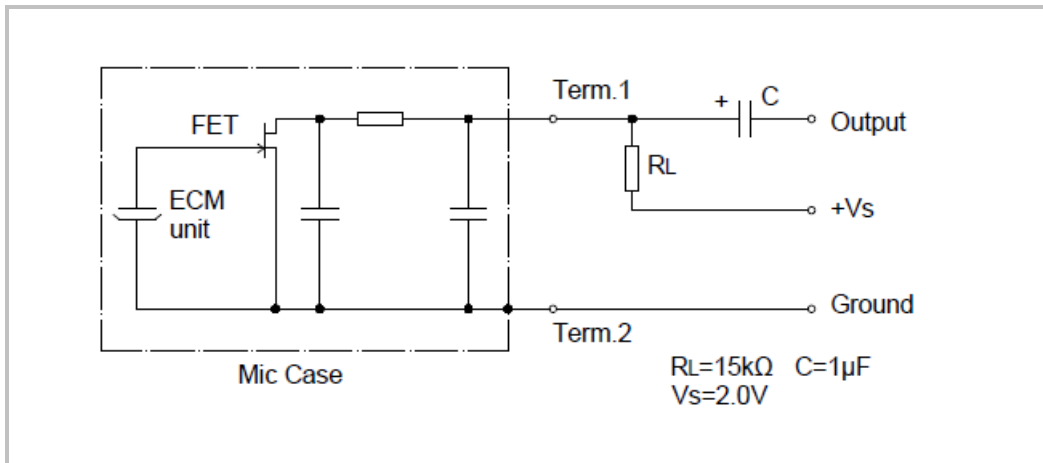 Term.1
+ C
FET
Output
RL
ECM
unit
+Vs
Ground
Term.2
Mic Case
RL=15kΩ C=1µF
Vs=2.0V